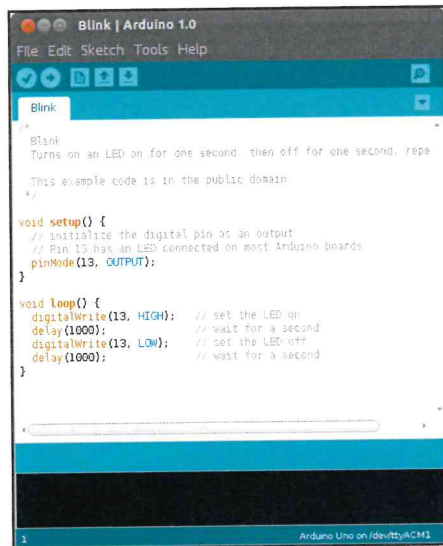 Blink | Arduino 1.0
File Edit Sketch Tools Help
Blink
/*
  Blink
  Turns on an LED on for one second, then off for one second, repe

  This example code is in the public domain.
 */

void setup() {
  // initialize the digital pin as an output
  // Pin 13 has an LED connected on most Arduino boards
  pinMode(13, OUTPUT);
}

void loop() {
  digitalWrite(13, HIGH);   // set the LED on
  delay(1000);              // wait for a second
  digitalWrite(13, LOW);    // set the LED off
  delay(1000);              // wait for a second
}
1 Arduino Uno on /dev/ttyACM1